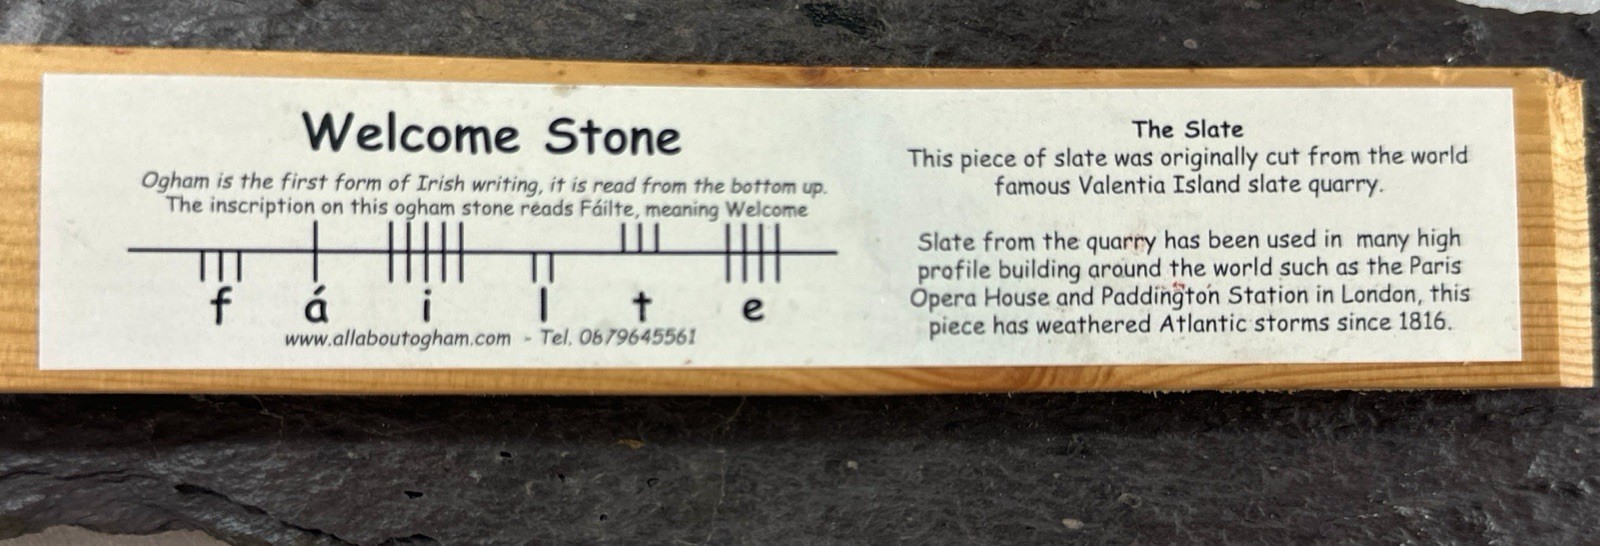 Welcome Stone
Ogham is the first form of Irish writing, it is read from the bottom up.
The inscription on this ogham stone reads Fáilte, meaning Welcome
f á i l t e
www.allaboutogham.com - Tel. 0879645561
The Slate
This piece of slate was originally cut from the world
famous Valentia Island slate quarry.
Slate from the quarry has been used in many high
profile building around the world such as the Paris
Opera House and Paddington Station in London, this
piece has weathered Atlantic storms since 1816.